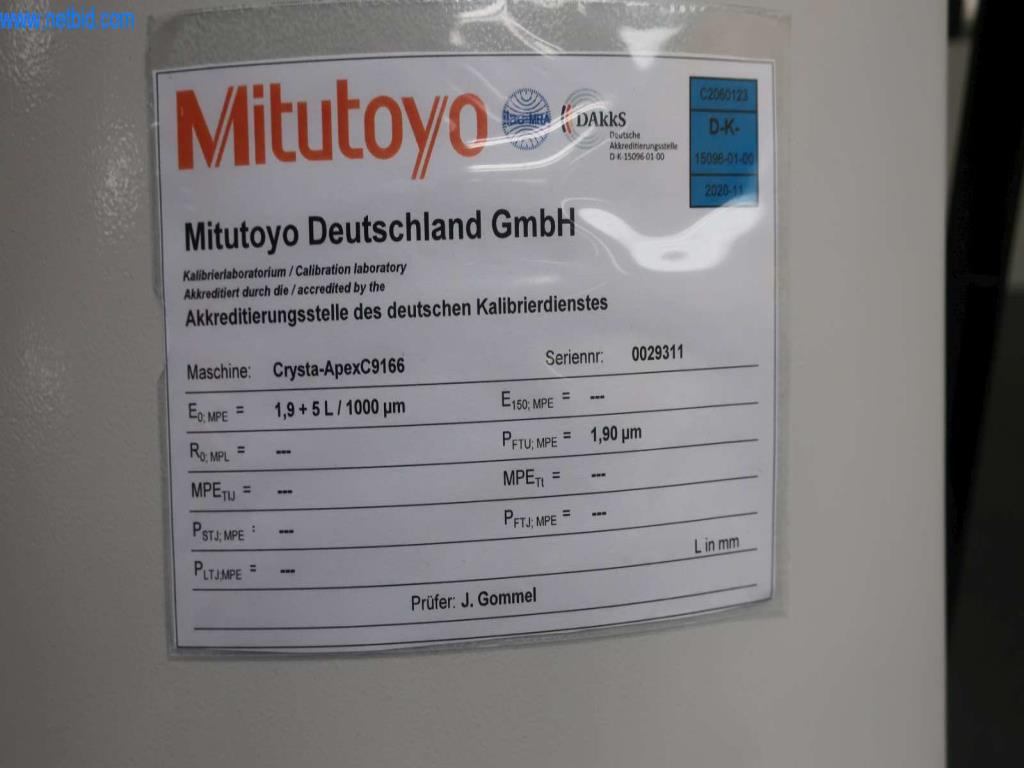 www.netbid.com
Mitutoyo
ilac-MRA
DAkkS
Deutsche
Akkreditierungsstelle
D-K-15096-01-00
C2060123
D-K-
15096-01-00
2020-11
Mitutoyo Deutschland GmbH
Kalibrierlaboratorium / Calibration laboratory
Akkreditiert durch die / accredited by the
Akkreditierungsstelle des deutschen Kalibrierdienstes
Maschine: Crysta-ApexC9166 Seriennr: 0029311
E0; MPE = 1,9 + 5 L / 1000 µm E150; MPE = ---
R0; MPL = --- PFTU; MPE = 1,90 µm
MPETIJ = --- MPETt = ---
PSTJ; MPE : --- PFTJ; MPE = ---
PLTJ;MPE = --- L in mm
Prüfer: J. Gommel